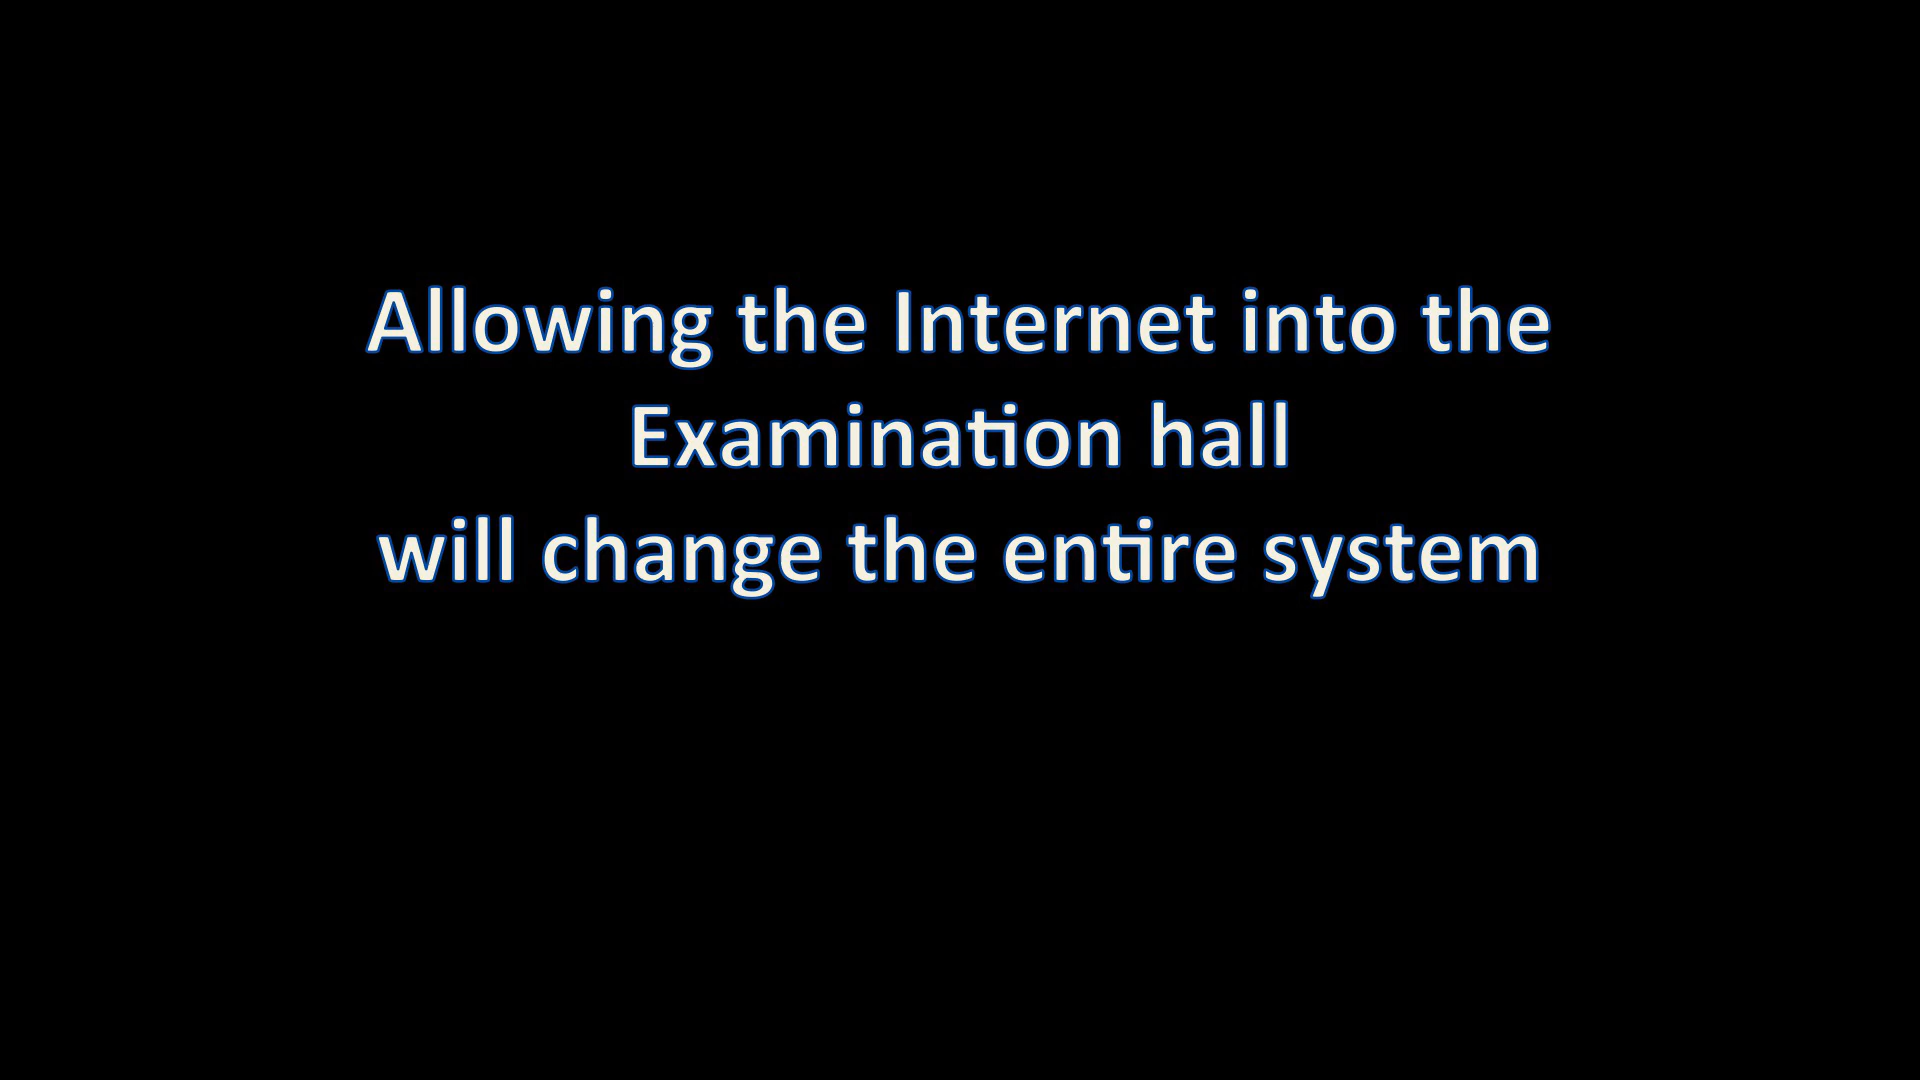 Allowing the Internet into the
Examination hall
will change the entire system